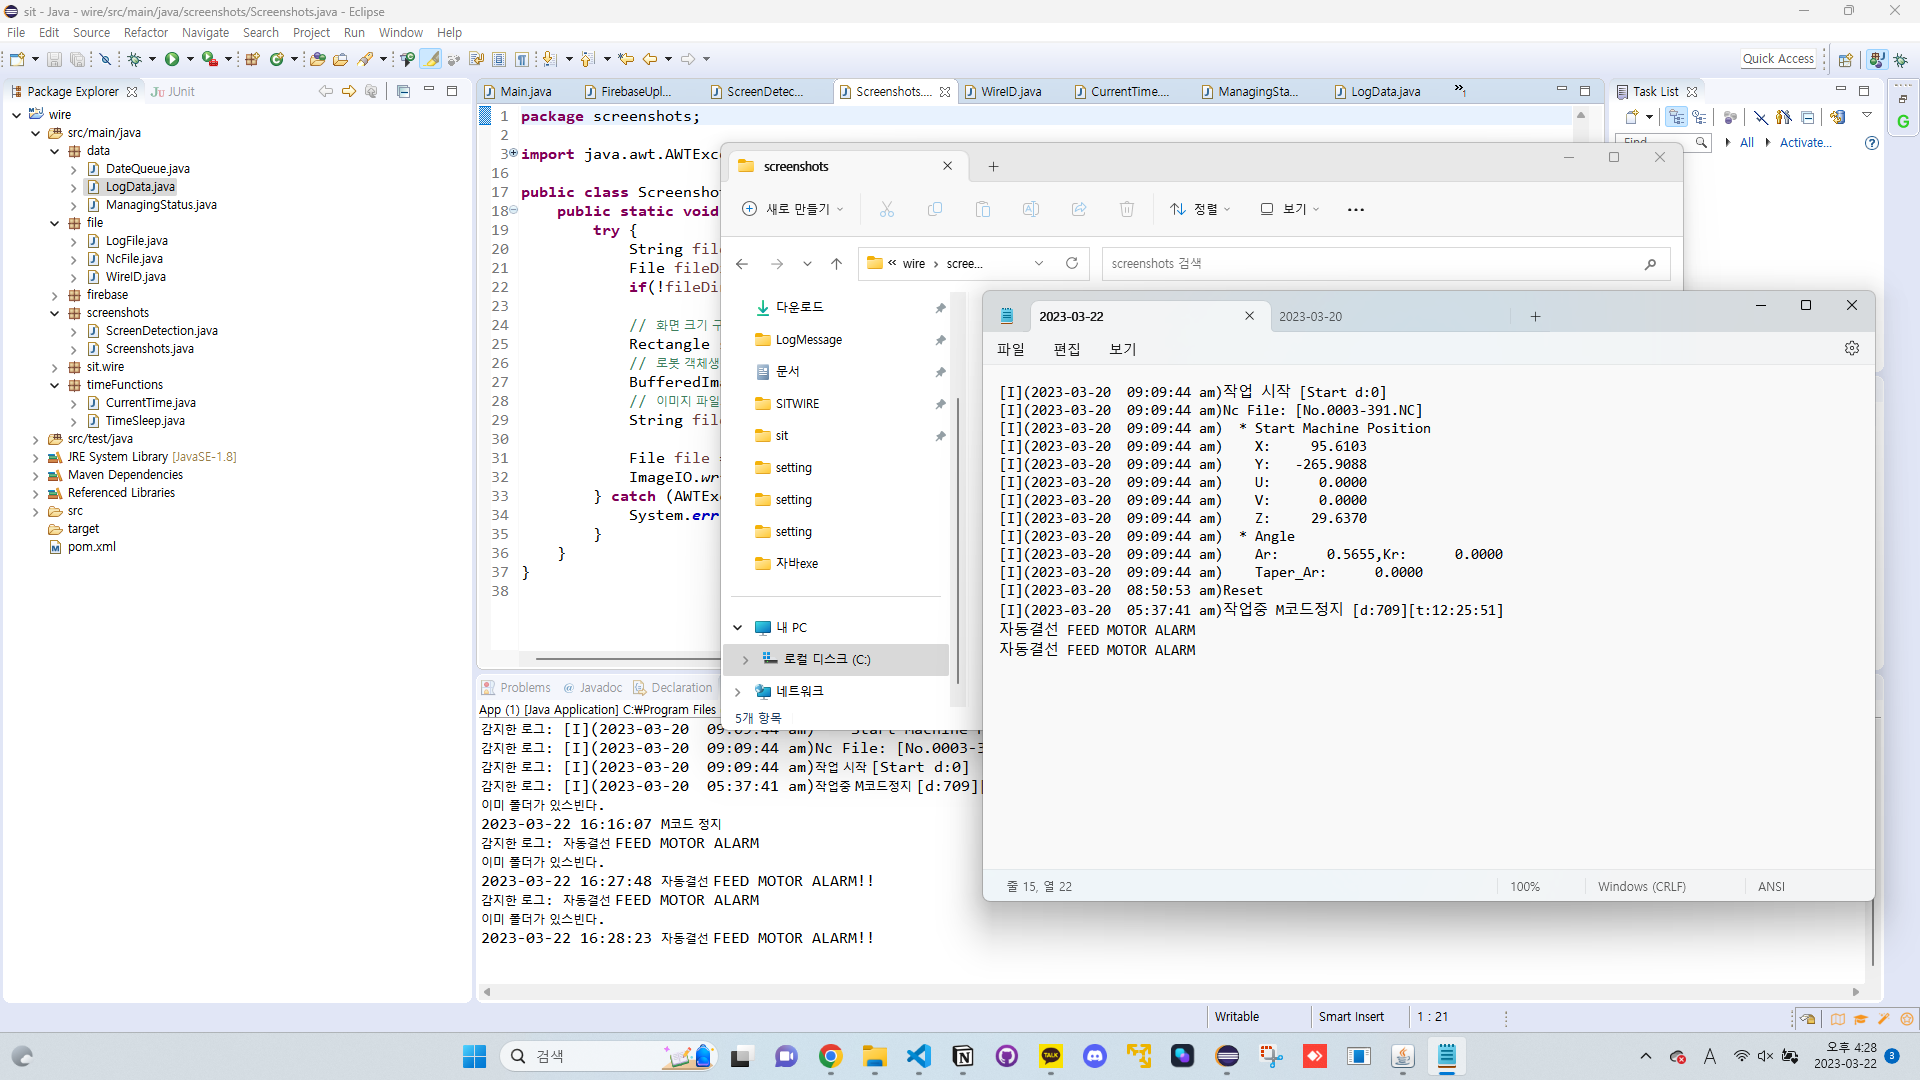 sit - Java - wire/src/main/java/screenshots/Screenshots.java - Eclipse
File Edit Source Refactor Navigate Search Project Run Window Help
Quick Access
Package Explorer JUnit
wire
src/main/java
data
DateQueue.java
LogData.java
ManagingStatus.java
file
LogFile.java
NcFile.java
WireID.java
firebase
screenshots
ScreenDetection.java
Screenshots.java
sit.wire
timeFunctions
CurrentTime.java
TimeSleep.java
src/test/java
JRE System Library [JavaSE-1.8]
Maven Dependencies
Referenced Libraries
src
target
pom.xml
Main.java FirebaseUpl... ScreenDetec... Screenshots.... WireID.java CurrentTime.... ManagingSta... LogData.java »1
1 package screenshots;
2
3 import java.awt.AWTExc
16
17 public class Screensho
18 public static void
19 try {
20 String fil
21 File fileD
22 if(!fileDi
23
24 // 화면 크기 구
25 Rectangle
26 // 로봇 객체생
27 BufferedIm
28 // 이미지 파일
29 String fil
30
31 File file
32 ImageIO.wr
33 } catch (AWTEx
34 System.err
35 }
36 }
37 }
38
Task List
Find All Activate...
screenshots
새로 만들기 정렬 보기
« wire › scree...
screenshots 검색
다운로드
LogMessage
문서
SITWIRE
sit
setting
setting
setting
자바exe
내 PC
로컬 디스크 (C:)
네트워크
5개 항목
2023-03-22 2023-03-20
파일 편집 보기
[I](2023-03-20 09:09:44 am)작업 시작 [Start d:0]
[I](2023-03-20 09:09:44 am)Nc File: [No.0003-391.NC]
[I](2023-03-20 09:09:44 am) * Start Machine Position
[I](2023-03-20 09:09:44 am) X: 95.6103
[I](2023-03-20 09:09:44 am) Y: -265.9088
[I](2023-03-20 09:09:44 am) U: 0.0000
[I](2023-03-20 09:09:44 am) V: 0.0000
[I](2023-03-20 09:09:44 am) Z: 29.6370
[I](2023-03-20 09:09:44 am) * Angle
[I](2023-03-20 09:09:44 am) Ar: 0.5655,Kr: 0.0000
[I](2023-03-20 09:09:44 am) Taper_Ar: 0.0000
[I](2023-03-20 08:50:53 am)Reset
[I](2023-03-20 05:37:41 am)작업중 M코드정지 [d:709][t:12:25:51]
자동결선 FEED MOTOR ALARM
자동결선 FEED MOTOR ALARM
줄 15, 열 22 100% Windows (CRLF) ANSI
Problems Javadoc Declaration
App (1) [Java Application] C:₩Program Files
감지한 로그: [I](2023-03-20 09:09:44 am) Start Machine
감지한 로그: [I](2023-03-20 09:09:44 am)Nc File: [No.0003-3
감지한 로그: [I](2023-03-20 09:09:44 am)작업 시작 [Start d:0]
감지한 로그: [I](2023-03-20 05:37:41 am)작업중 M코드정지 [d:709]
이미 폴더가 있스빈다.
2023-03-22 16:16:07 M코드 정지
감지한 로그: 자동결선 FEED MOTOR ALARM
이미 폴더가 있스빈다.
2023-03-22 16:27:48 자동결선 FEED MOTOR ALARM!!
감지한 로그: 자동결선 FEED MOTOR ALARM
이미 폴더가 있스빈다.
2023-03-22 16:28:23 자동결선 FEED MOTOR ALARM!!
Writable Smart Insert 1 : 21
검색
TALK
A
오후 4:28
2023-03-22
3